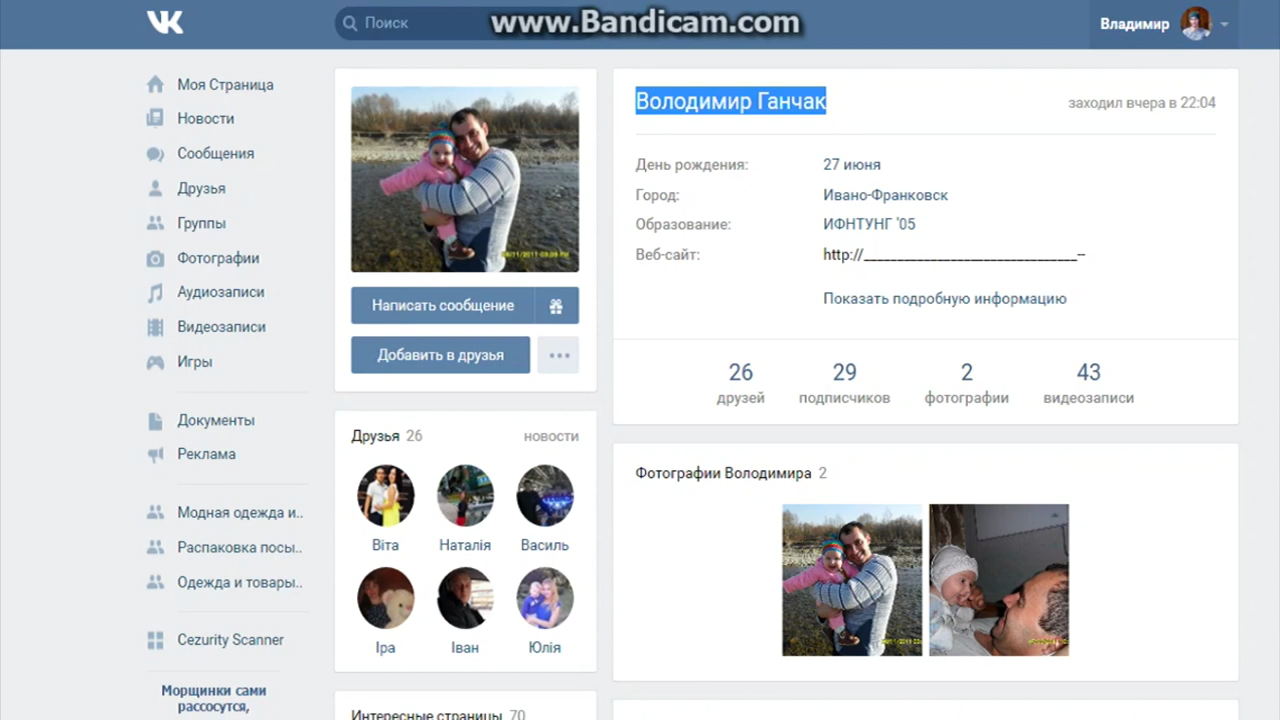 www.Bandicam.com
Поиск
Владимир
Моя Страница
Новости
Сообщения
Друзья
Группы
Фотографии
Аудиозаписи
Видеозаписи
Игры
Документы
Реклама
Модная одежда и..
Распаковка посы..
Одежда и товары..
Cezurity Scanner
Морщинки сами
рассосутся,
Написать сообщение
Добавить в друзья
Друзья 26 новости
Віта Наталія Василь
Іра Іван Юлія
Интересные страницы 70
Володимир Ганчак заходил вчера в 22:04
День рождения: 27 июня
Город: Ивано-Франковск
Образование: ИФНТУНГ '05
Веб-сайт: http://________________________________--
Показать подробную информацию
26 29 2 43
друзей подписчиков фотографии видеозаписи
Фотографии Володимира 2